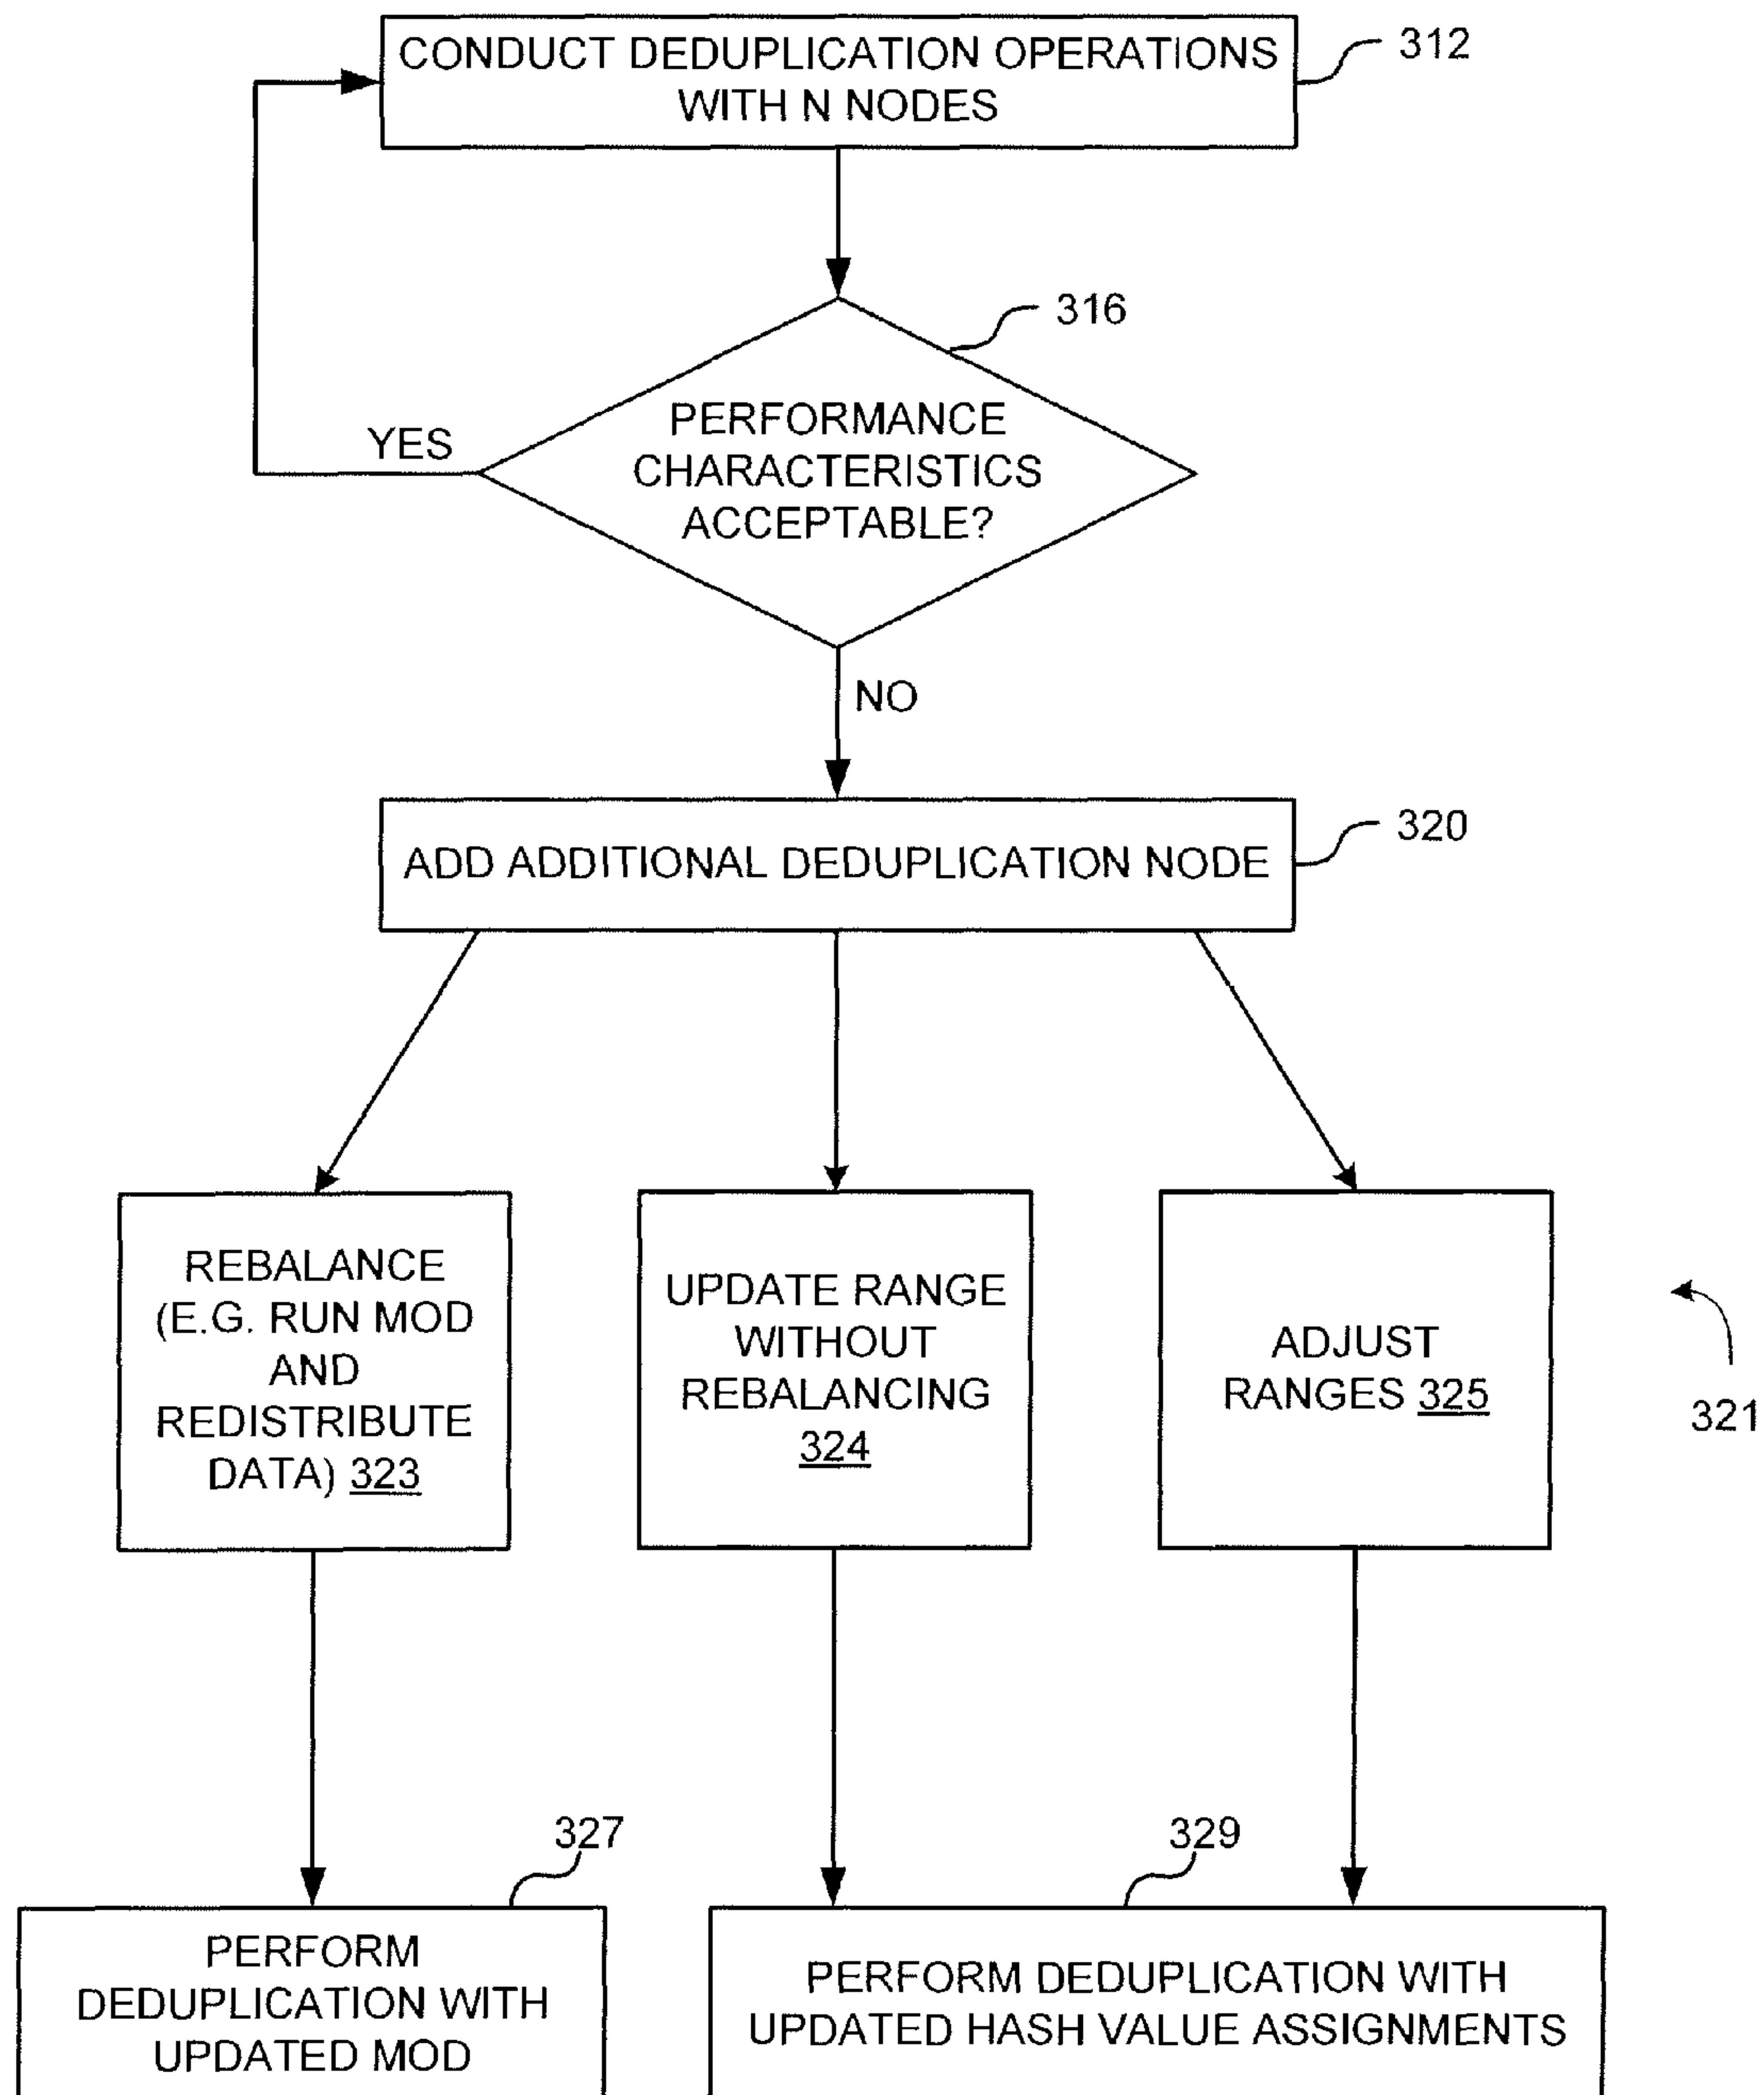 CONDUCT DEDUPLICATION OPERATIONS
WITH N NODES
312
316
PERFORMANCE
CHARACTERISTICS
ACCEPTABLE?
YES
NO
320
ADD ADDITIONAL DEDUPLICATION NODE
REBALANCE
(E.G. RUN MOD
AND
REDISTRIBUTE
DATA) 323
UPDATE RANGE
WITHOUT
REBALANCING
324
ADJUST
RANGES 325
321
327
329
PERFORM
DEDUPLICATION WITH
UPDATED MOD
PERFORM DEDUPLICATION WITH
UPDATED HASH VALUE ASSIGNMENTS